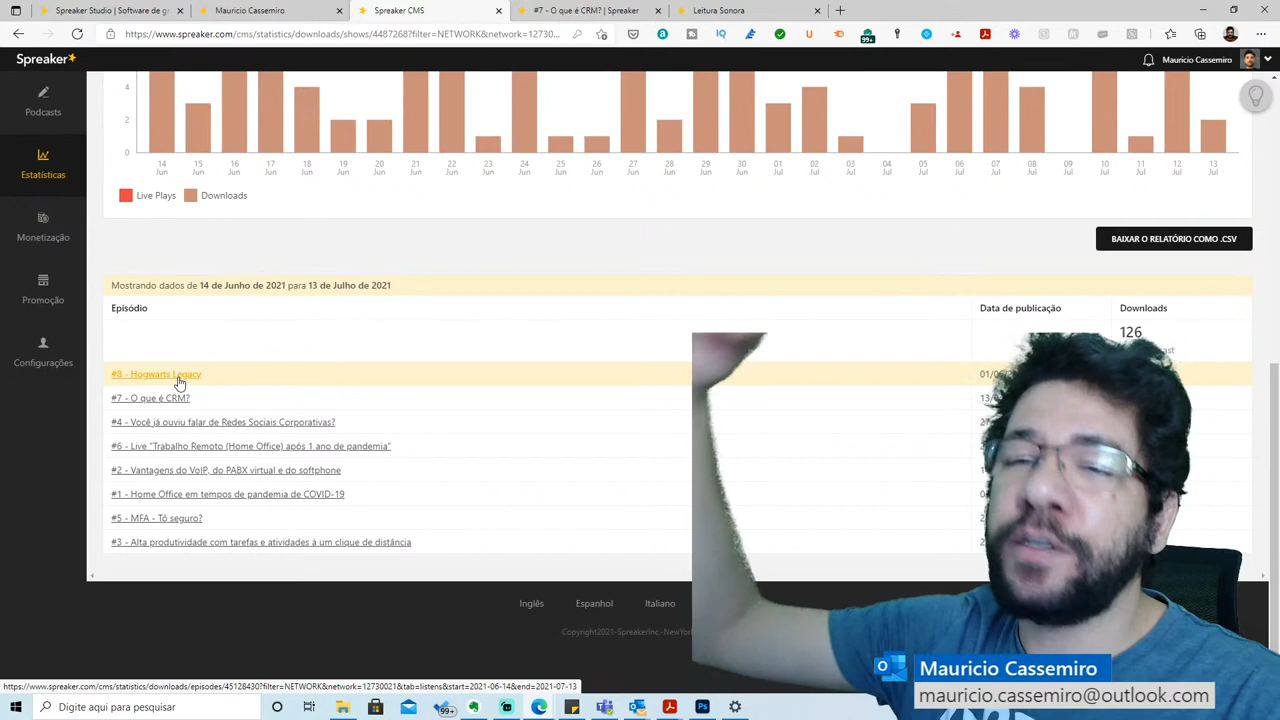 Spreaker Studio | Software de g
Mauricio Cassemiro
Spreaker CMS
#7 - O que é CRM? | Spreaker
Leitura Sonora
https://www.spreaker.com/cms/statistics/downloads/shows/4487268?filter=NETWORK&network=12730...
99+
Spreaker
Mauricio Cassemiro
Podcasts
Estatísticas
Monetização
Promoção
Configurações
4
2
0
14 15 16 17 18 19 20 21 22 23 24 25 26 27 28 29 30 01 02 03 04 05 06 07 08 09 10 11 12 13
Jun Jun Jun Jun Jun Jun Jun Jun Jun Jun Jun Jun Jun Jun Jun Jun Jun Jul Jul Jul Jul Jul Jul Jul Jul Jul Jul Jul Jul Jul
Live Plays Downloads
BAIXAR O RELATÓRIO COMO .CSV
Mostrando dados de 14 de Junho de 2021 para 13 de Julho de 2021
Episódio Data de publicação Downloads
126
#8 - Hogwarts Legacy
#7 - O que é CRM?
#4 - Você já ouviu falar de Redes Sociais Corporativas?
#6 - Live "Trabalho Remoto (Home Office) após 1 ano de pandemia"
#2 - Vantagens do VoIP, do PABX virtual e do softphone
#1 - Home Office em tempos de pandemia de COVID-19
#5 - MFA - Tô seguro?
#3 - Alta produtividade com tarefas e atividades à um clique de distância
Inglês Espanhol Italiano
Copyright2021-SpreakerInc.-NewYork
https://www.spreaker.com/cms/statistics/downloads/episodes/45128430?filter=NETWORK&network=12730021&tab=listens&start=2021-06-14&end=2021-07-13
Mauricio Cassemiro
mauricio.cassemiro@outlook.com
Digite aqui para pesquisar
99+